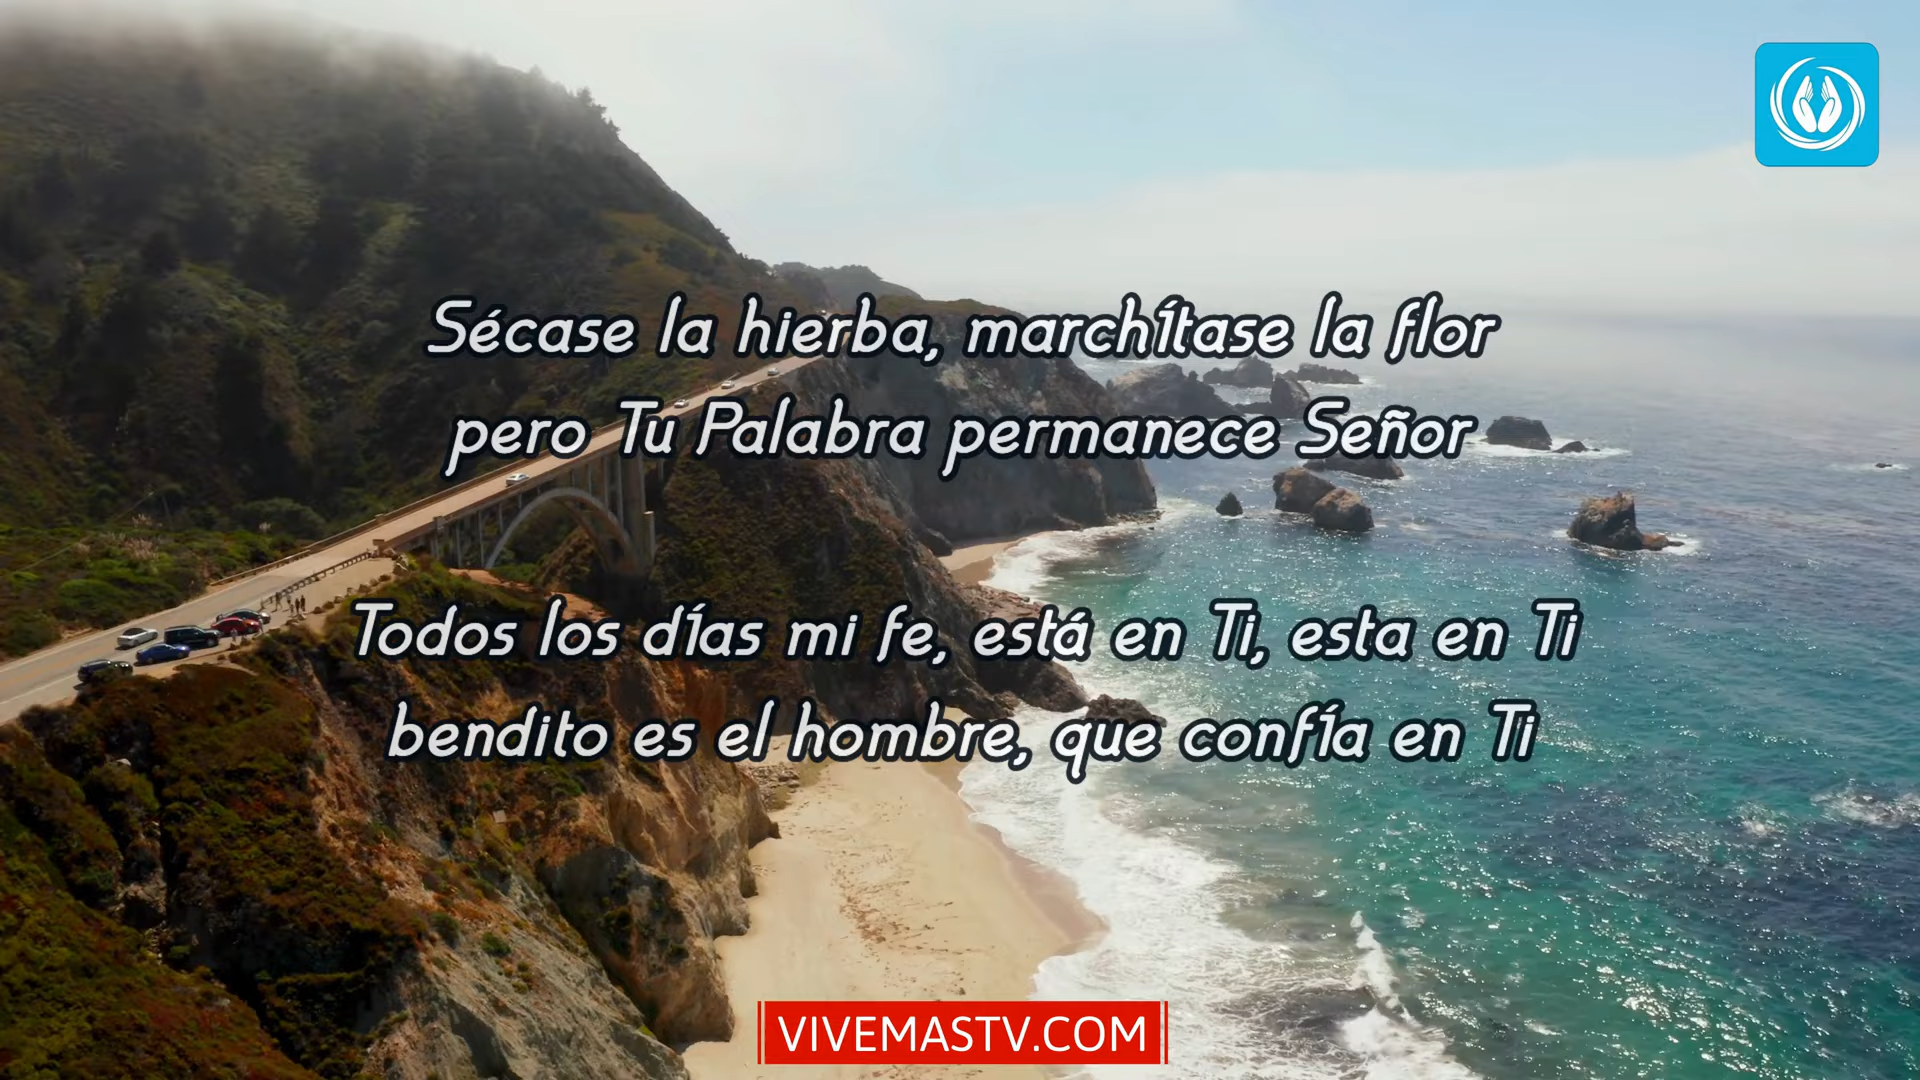 Sécase la hierba, marchítase la flor
pero Tu Palabra permanece Señor
Todos los días mi fe, está en Ti, esta en Ti
bendito es el hombre, que confía en Ti
VIVEMASTV.COM